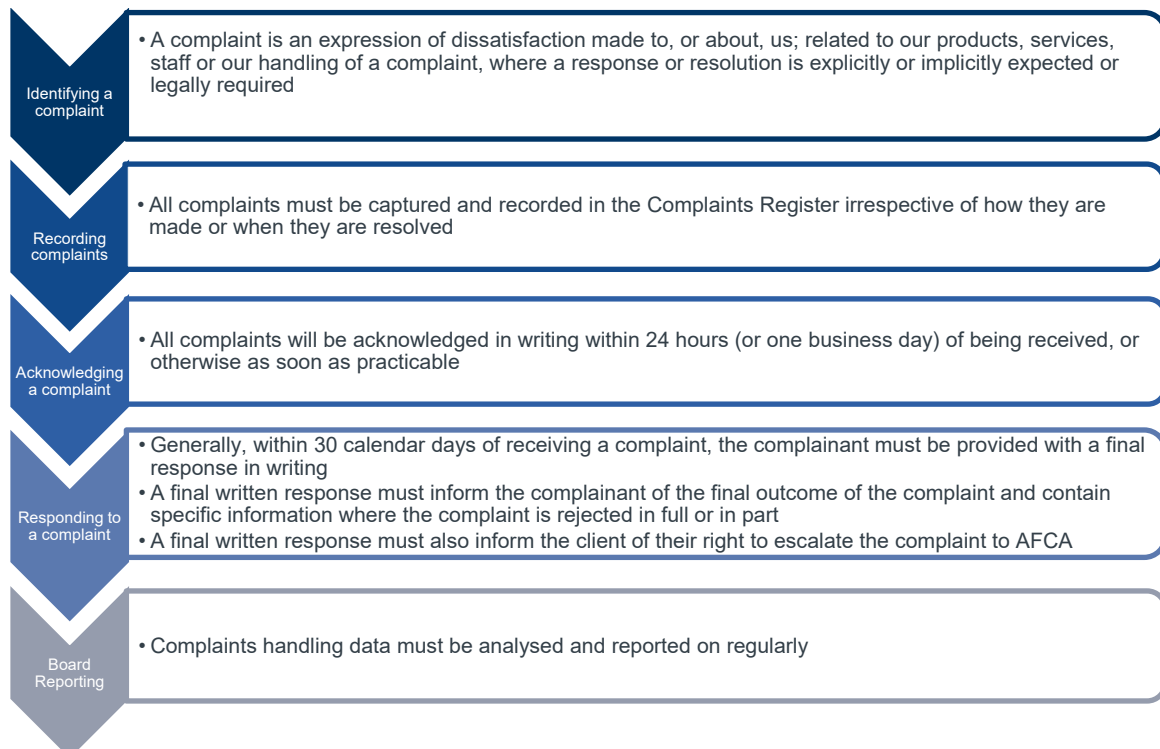 Identifying a
complaint
• A complaint is an expression of dissatisfaction made to, or about, us; related to our products, services,
staff or our handling of a complaint, where a response or resolution is explicitly or implicitly expected or
legally required
Recording
complaints
• All complaints must be captured and recorded in the Complaints Register irrespective of how they are
made or when they are resolved
Acknowledging
a complaint
• All complaints will be acknowledged in writing within 24 hours (or one business day) of being received, or
otherwise as soon as practicable
Responding to
a complaint
• Generally, within 30 calendar days of receiving a complaint, the complainant must be provided with a final
response in writing
• A final written response must inform the complainant of the final outcome of the complaint and contain
specific information where the complaint is rejected in full or in part
• A final written response must also inform the client of their right to escalate the complaint to AFCA
Board
Reporting
• Complaints handling data must be analysed and reported on regularly